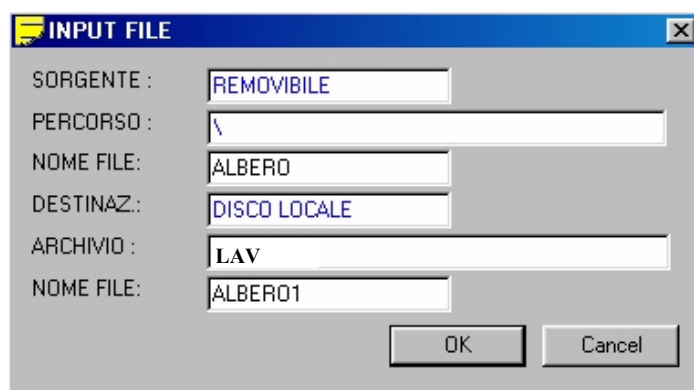 INPUT FILE
SORGENTE : REMOVIBILE
PERCORSO : \
NOME FILE: ALBERO
DESTINAZ.: DISCO LOCALE
ARCHIVIO : LAV
NOME FILE: ALBERO1
OK Cancel